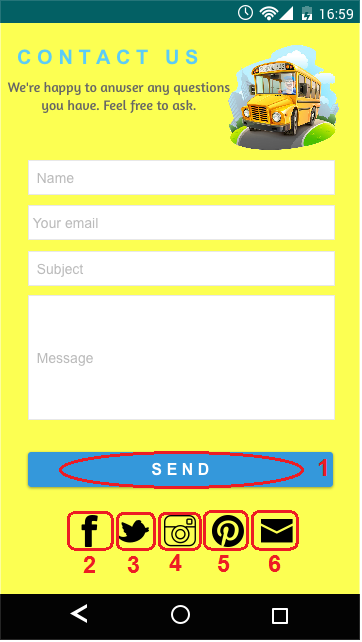 16:59
CONTACT US
We're happy to anwser any questions
you have. Feel free to ask.
Name
Your email
Subject
Message
SEND
1
2 3 4 5 6